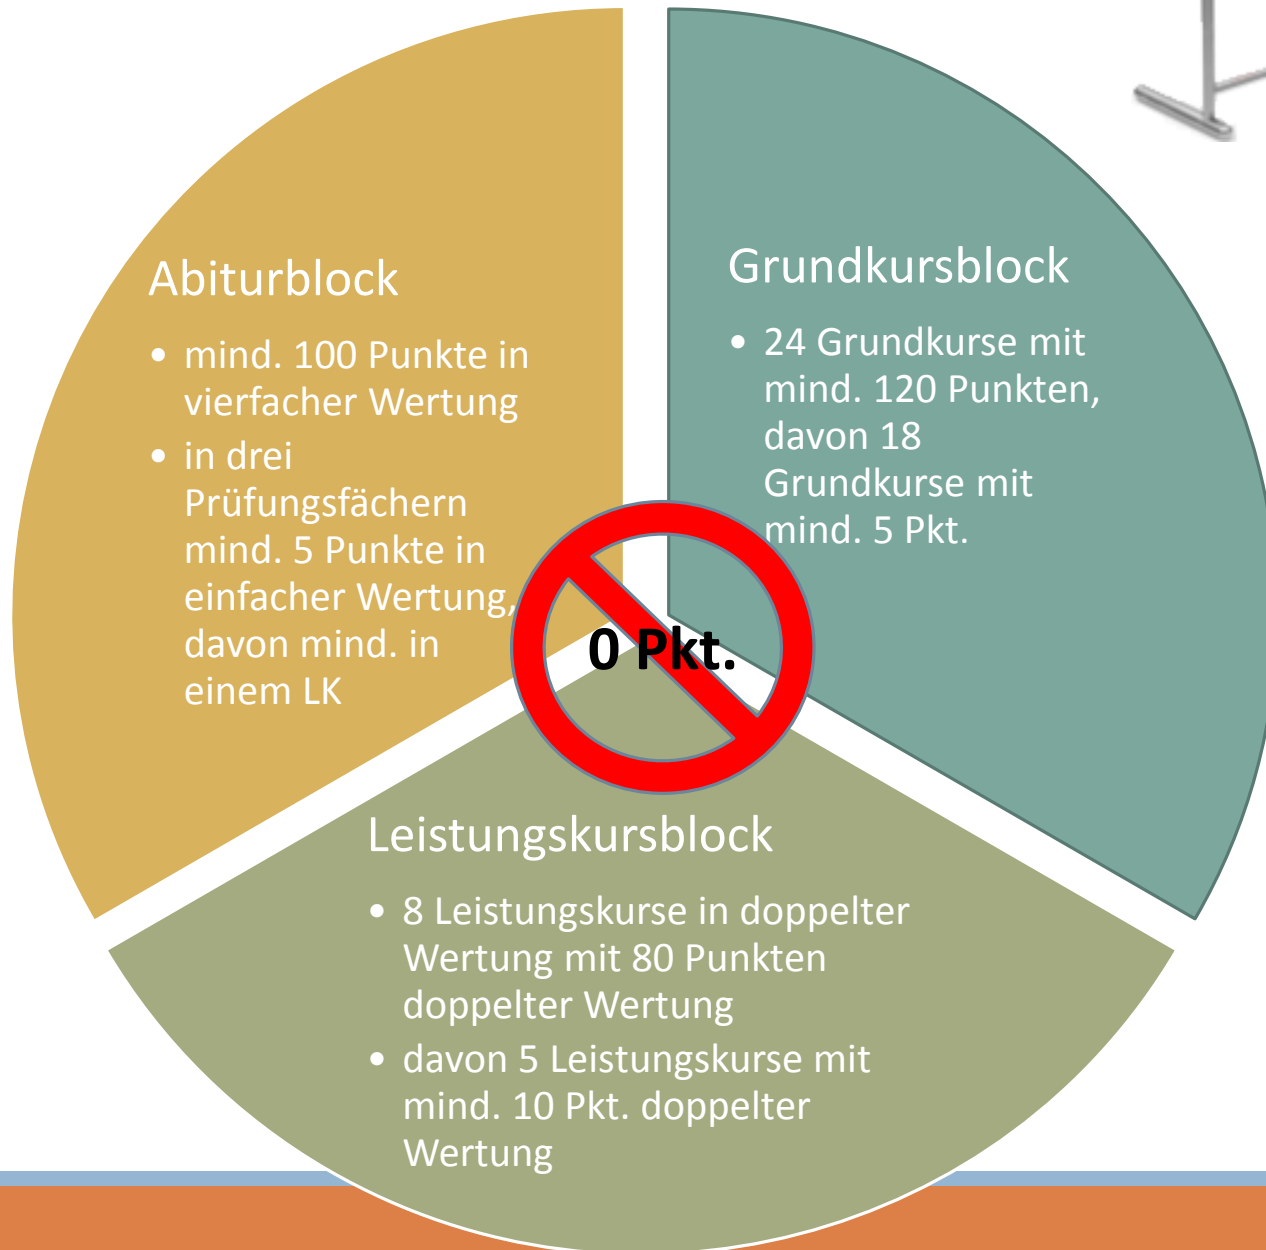 Abiturblock
• mind. 100 Punkte in
vierfacher Wertung
• in drei
Prüfungsfächern
mind. 5 Punkte in
einfacher Wertung,
davon mind. in
einem LK
Grundkursblock
• 24 Grundkurse mit
mind. 120 Punkten,
davon 18
Grundkurse mit
mind. 5 Pkt.
0 Pkt.
Leistungskursblock
• 8 Leistungskurse in doppelter
Wertung mit 80 Punkten
doppelter Wertung
• davon 5 Leistungskurse mit
mind. 10 Pkt. doppelter
Wertung